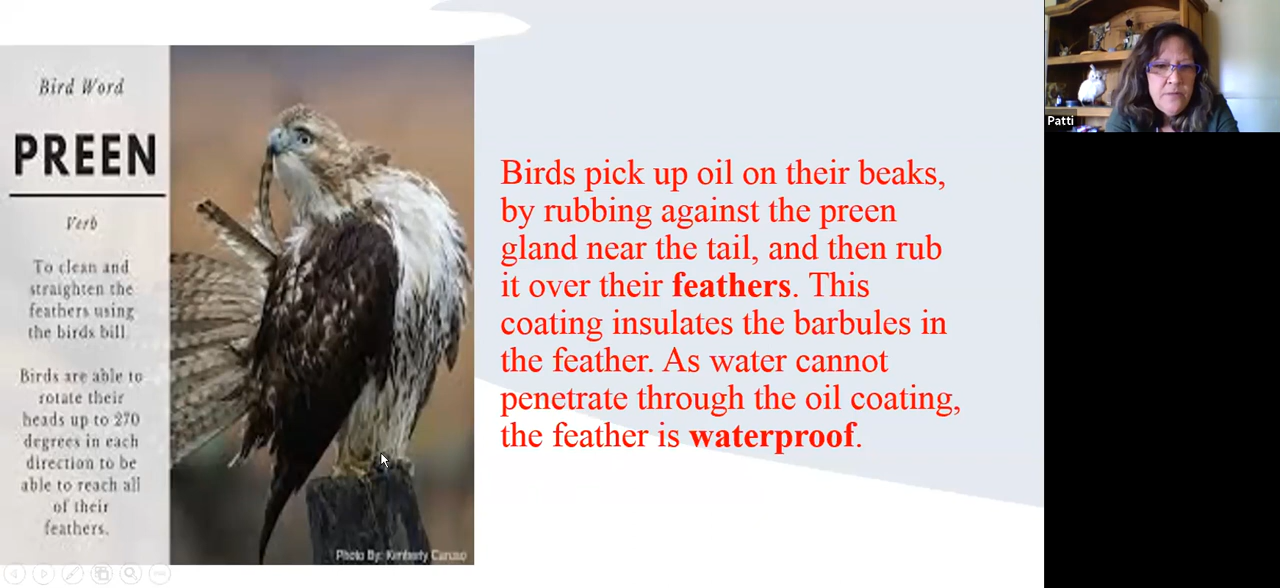 Bird Word
PREEN
Verb
To clean and
straighten the
feathers using
the birds bill.
Birds are able to
rotate their
heads up to 270
degrees in each
direction to be
able to reach all
of their
feathers.
Photo By: Kimberly Caruso
Birds pick up oil on their beaks,
by rubbing against the preen
gland near the tail, and then rub
it over their feathers. This
coating insulates the barbules in
the feather. As water cannot
penetrate through the oil coating,
the feather is waterproof.
Patti